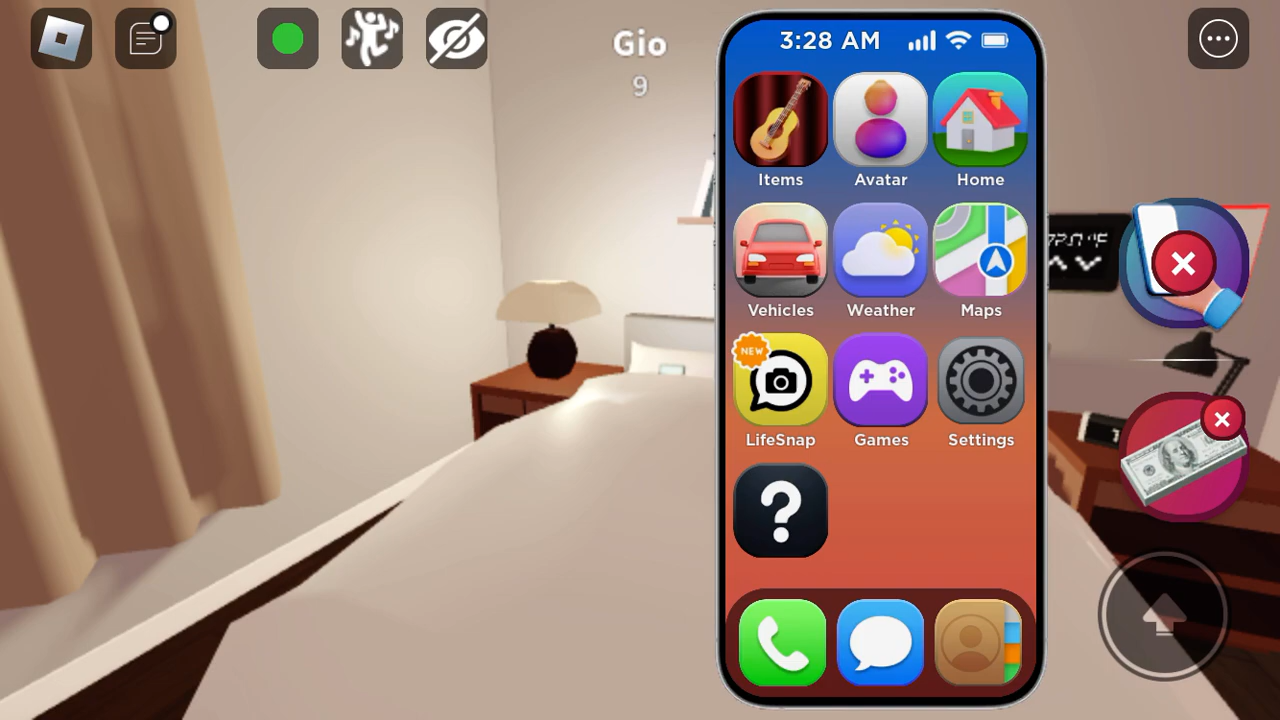 Gio
9
3:28 AM
Items
Avatar
Home
Vehicles
Weather
Maps
NEW
LifeSnap
Games
Settings
?